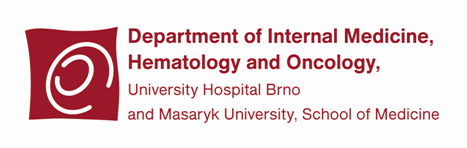 Department of Internal Medicine,
Hematology and Oncology,
University Hospital Brno
and Masaryk University, School of Medicine